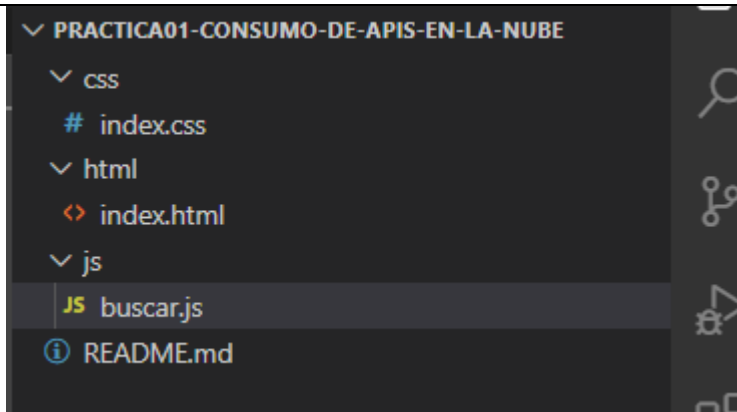 PRACTICA01-CONSUMO-DE-APIS-EN-LA-NUBE
css
# index.css
html
<> index.html
js
JS buscar.js
README.md